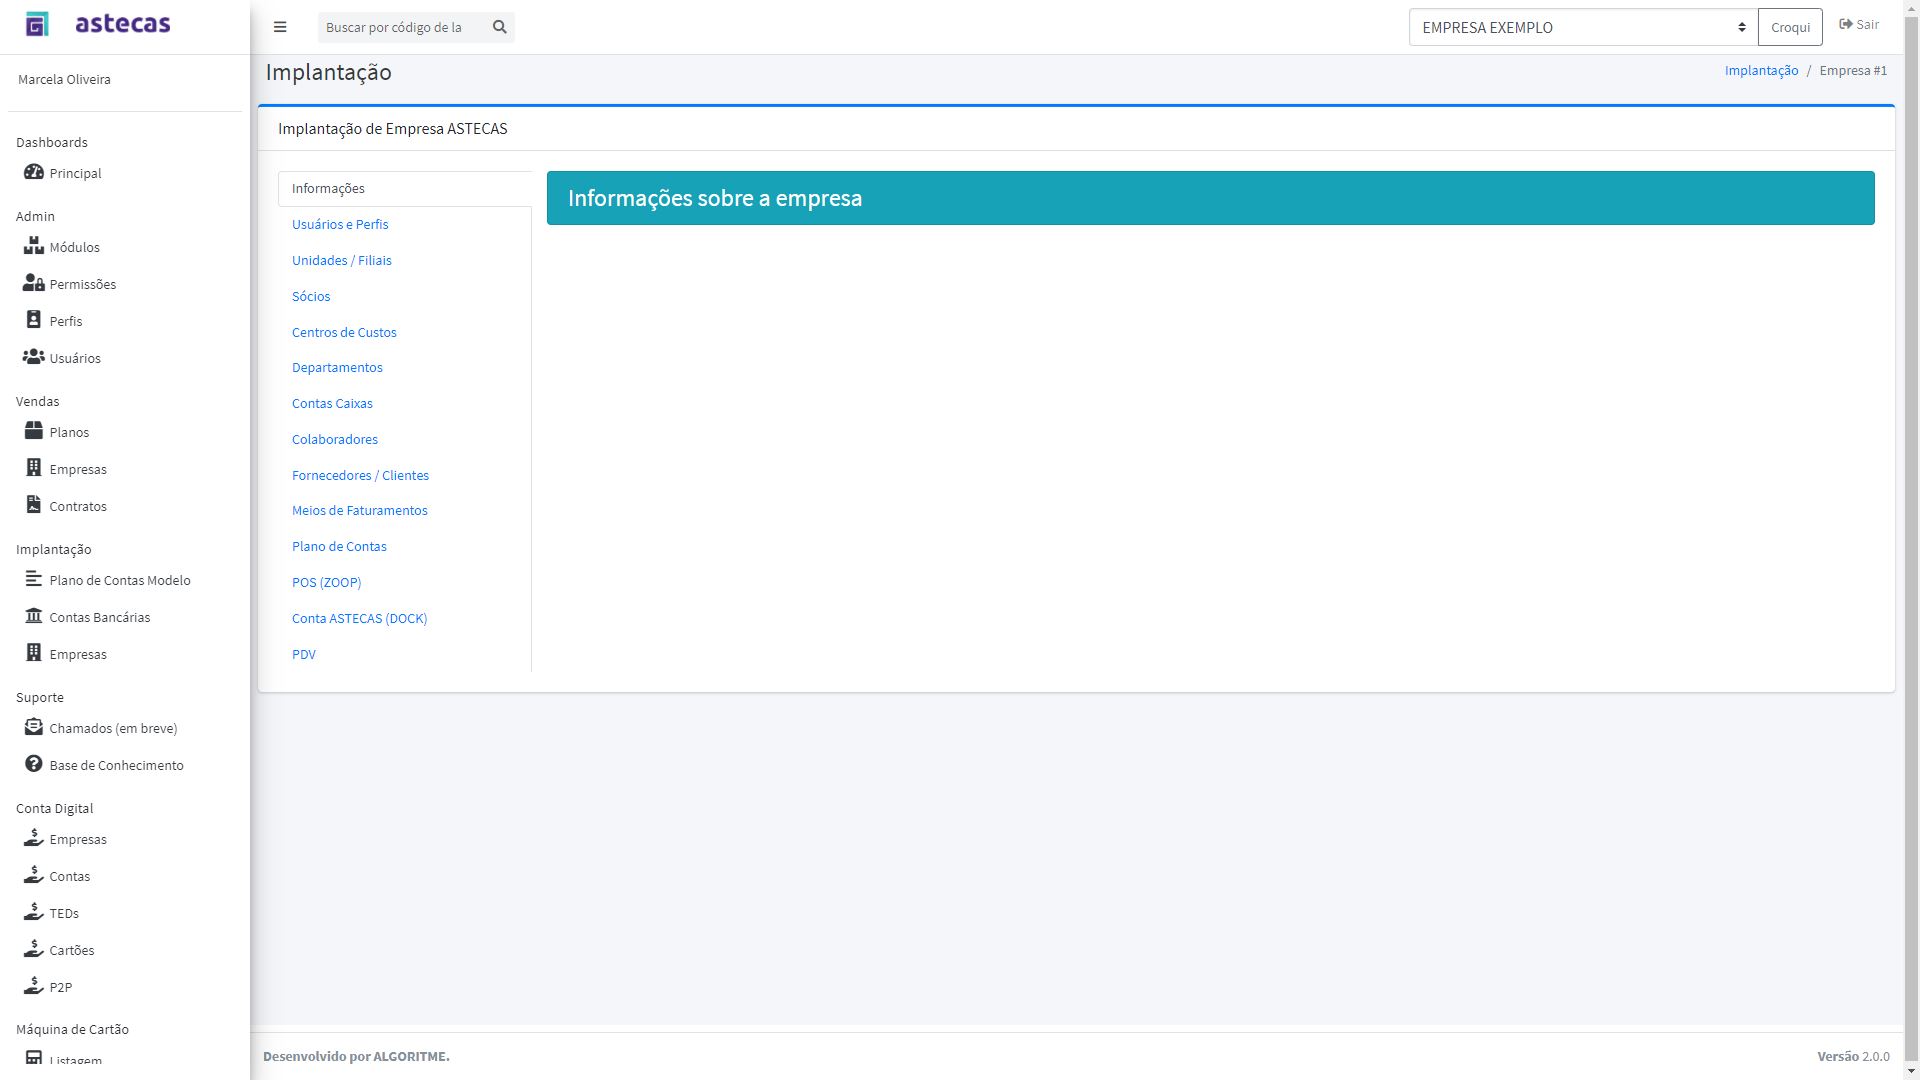 astecas
Buscar por código de la
EMPRESA EXEMPLO
Croqui
Sair
Marcela Oliveira
Dashboards
Principal
Admin
Módulos
Permissões
Perfis
Usuários
Vendas
Planos
Empresas
Contratos
Implantação
Plano de Contas Modelo
Contas Bancárias
Empresas
Suporte
Chamados (em breve)
Base de Conhecimento
Conta Digital
Empresas
Contas
TEDs
Cartões
P2P
Máquina de Cartão
Listagem
Implantação
Implantação / Empresa #1
Implantação de Empresa ASTECAS
Informações
Usuários e Perfis
Unidades / Filiais
Sócios
Centros de Custos
Departamentos
Contas Caixas
Colaboradores
Fornecedores / Clientes
Meios de Faturamentos
Plano de Contas
POS (ZOOP)
Conta ASTECAS (DOCK)
PDV
Informações sobre a empresa
Desenvolvido por ALGORITME.
Versão 2.0.0